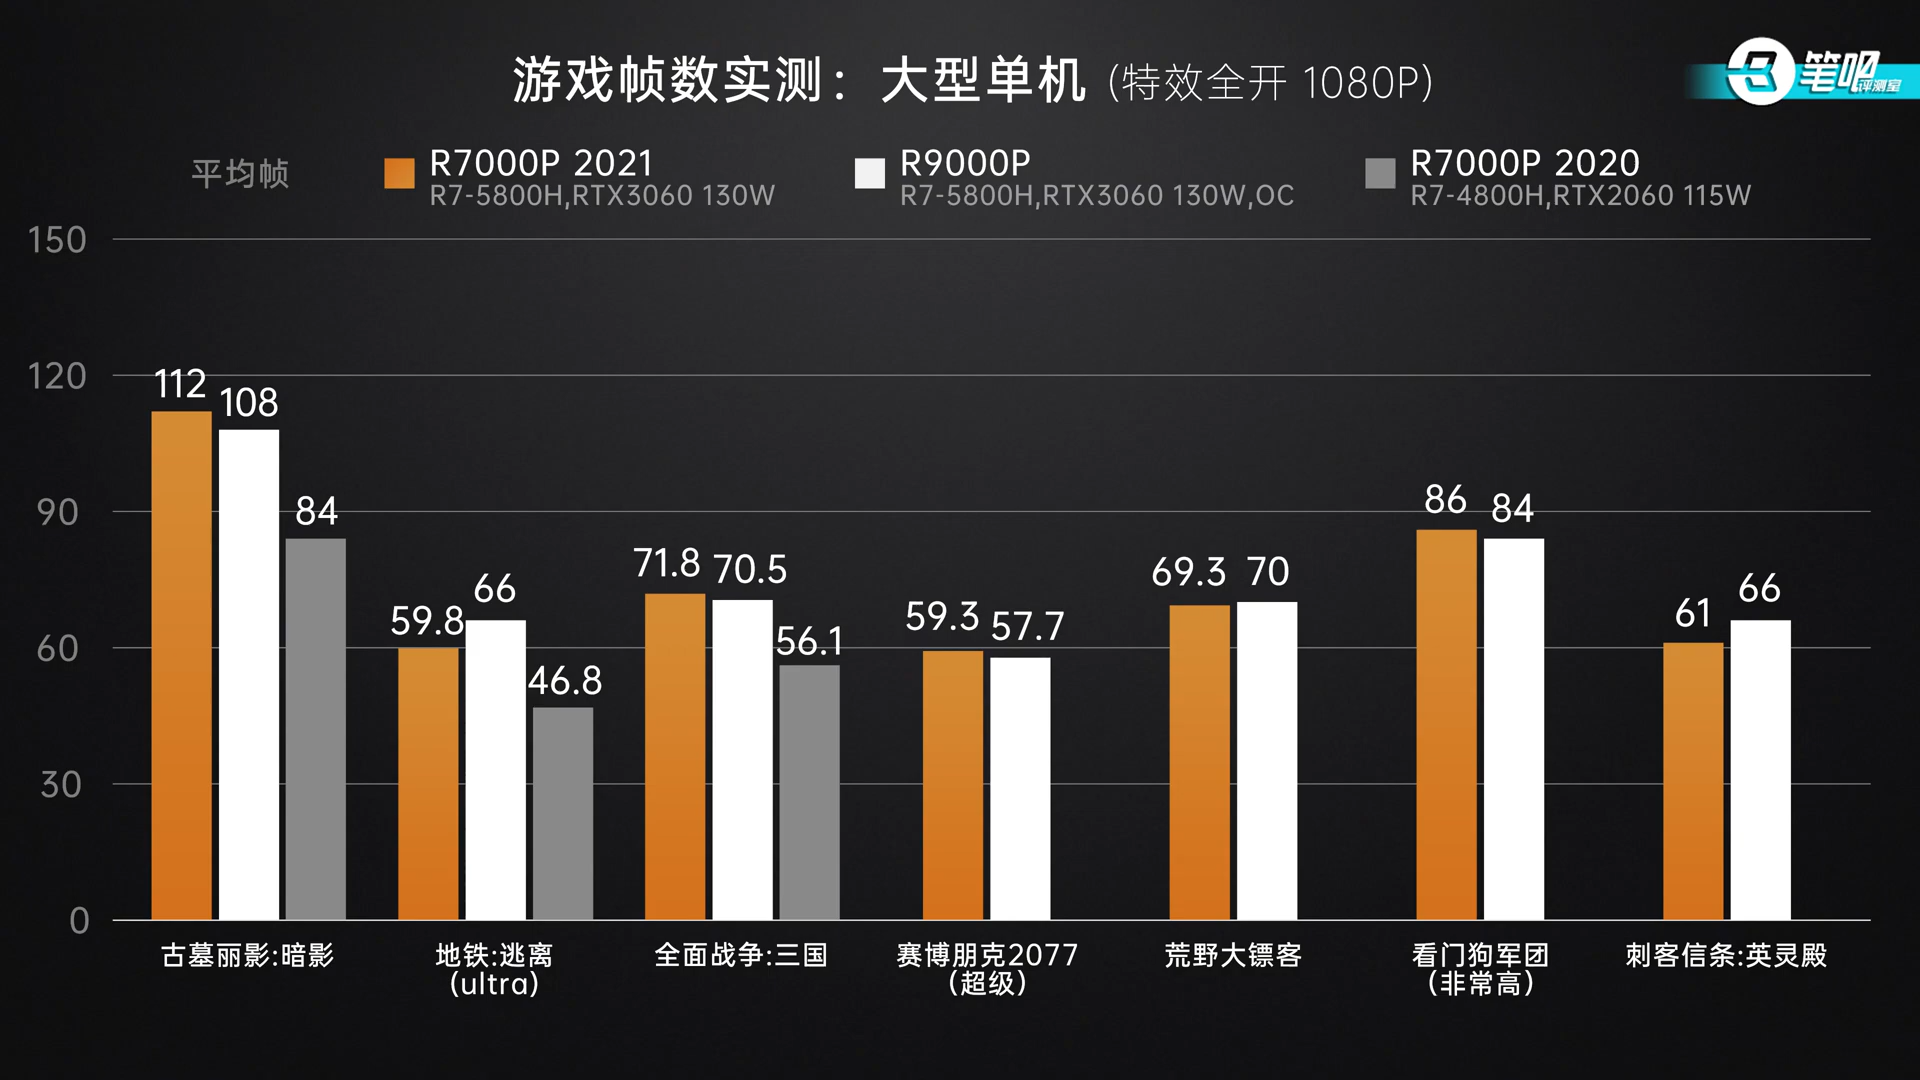 游戏帧数实测：大型单机 (特效全开 1080P)
笔吧
评测室
平均帧
R7000P 2021
R7-5800H,RTX3060 130W
R9000P
R7-5800H,RTX3060 130W,OC
R7000P 2020
R7-4800H,RTX2060 115W
150
120
90
60
30
0
112
108
84
59.8
66
46.8
71.8
70.5
56.1
59.3
57.7
69.3
70
86
84
61
66
古墓丽影:暗影
地铁:逃离
(ultra)
全面战争:三国
赛博朋克2077
(超级)
荒野大镖客
看门狗军团
(非常高)
刺客信条:英灵殿